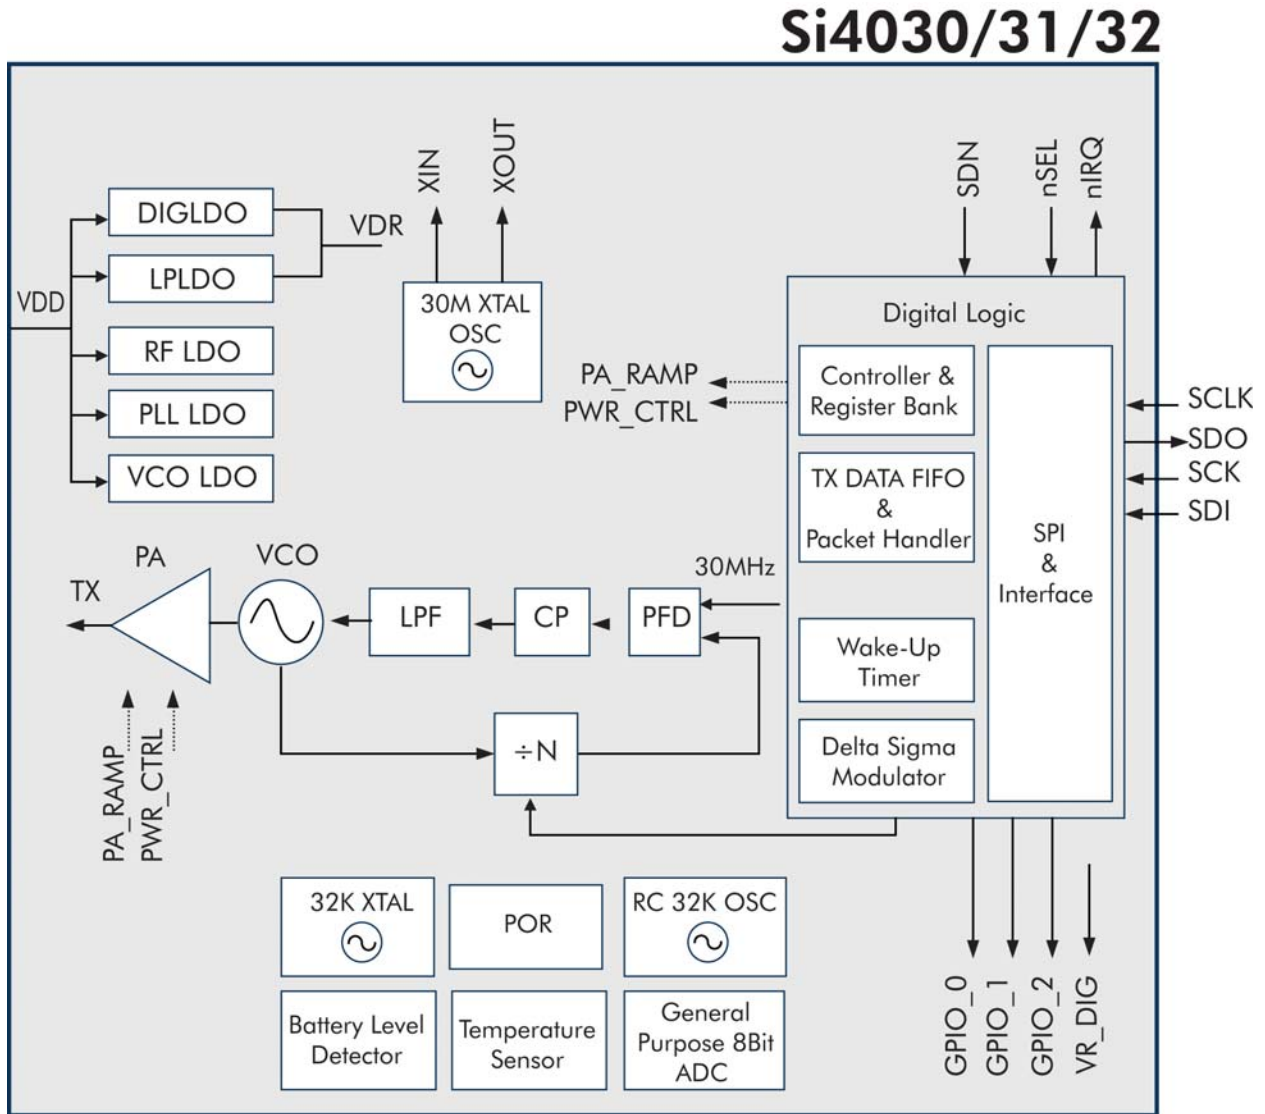 Si4030/31/32
XIN
XOUT
SDN
nSEL
nIRQ
DIGLDO
VDR
LPLDO
VDD
RF LDO
PLL LDO
VCO LDO
30M XTAL
OSC
Digital Logic
PA_RAMP
PWR_CTRL
Controller &
Register Bank
SCLK
SDO
SCK
SDI
TX DATA FIFO
&
Packet Handler
SPI
&
Interface
PA
VCO
TX
LPF
CP
PFD
30MHz
Wake-Up
Timer
÷N
Delta Sigma
Modulator
PA_RAMP
PWR_CTRL
32K XTAL
POR
RC 32K OSC
Battery Level
Detector
Temperature
Sensor
General
Purpose 8Bit
ADC
GPIO_0
GPIO_1
GPIO_2
VR_DIG